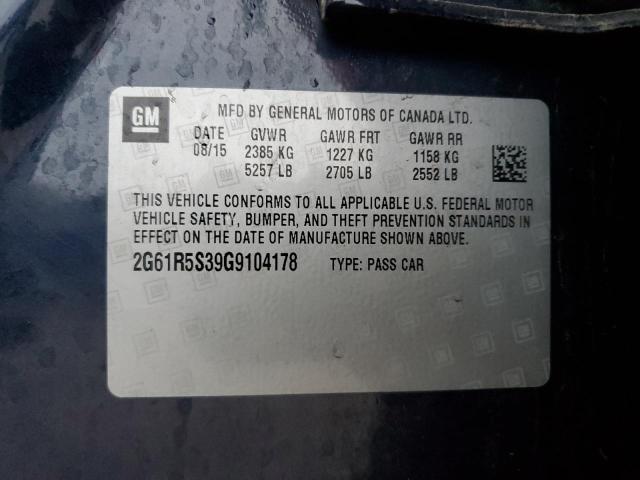 GM MFD BY GENERAL MOTORS OF CANADA LTD.
DATE GVWR GAWR FRT GAWR RR
08/15 2385 KG 1227 KG 1158 KG
5257 LB 2705 LB 2552 LB
THIS VEHICLE CONFORMS TO ALL APPLICABLE U.S. FEDERAL MOTOR
VEHICLE SAFETY, BUMPER, AND THEFT PREVENTION STANDARDS IN
EFFECT ON THE DATE OF MANUFACTURE SHOWN ABOVE.
2G61R5S39G9104178 TYPE: PASS CAR